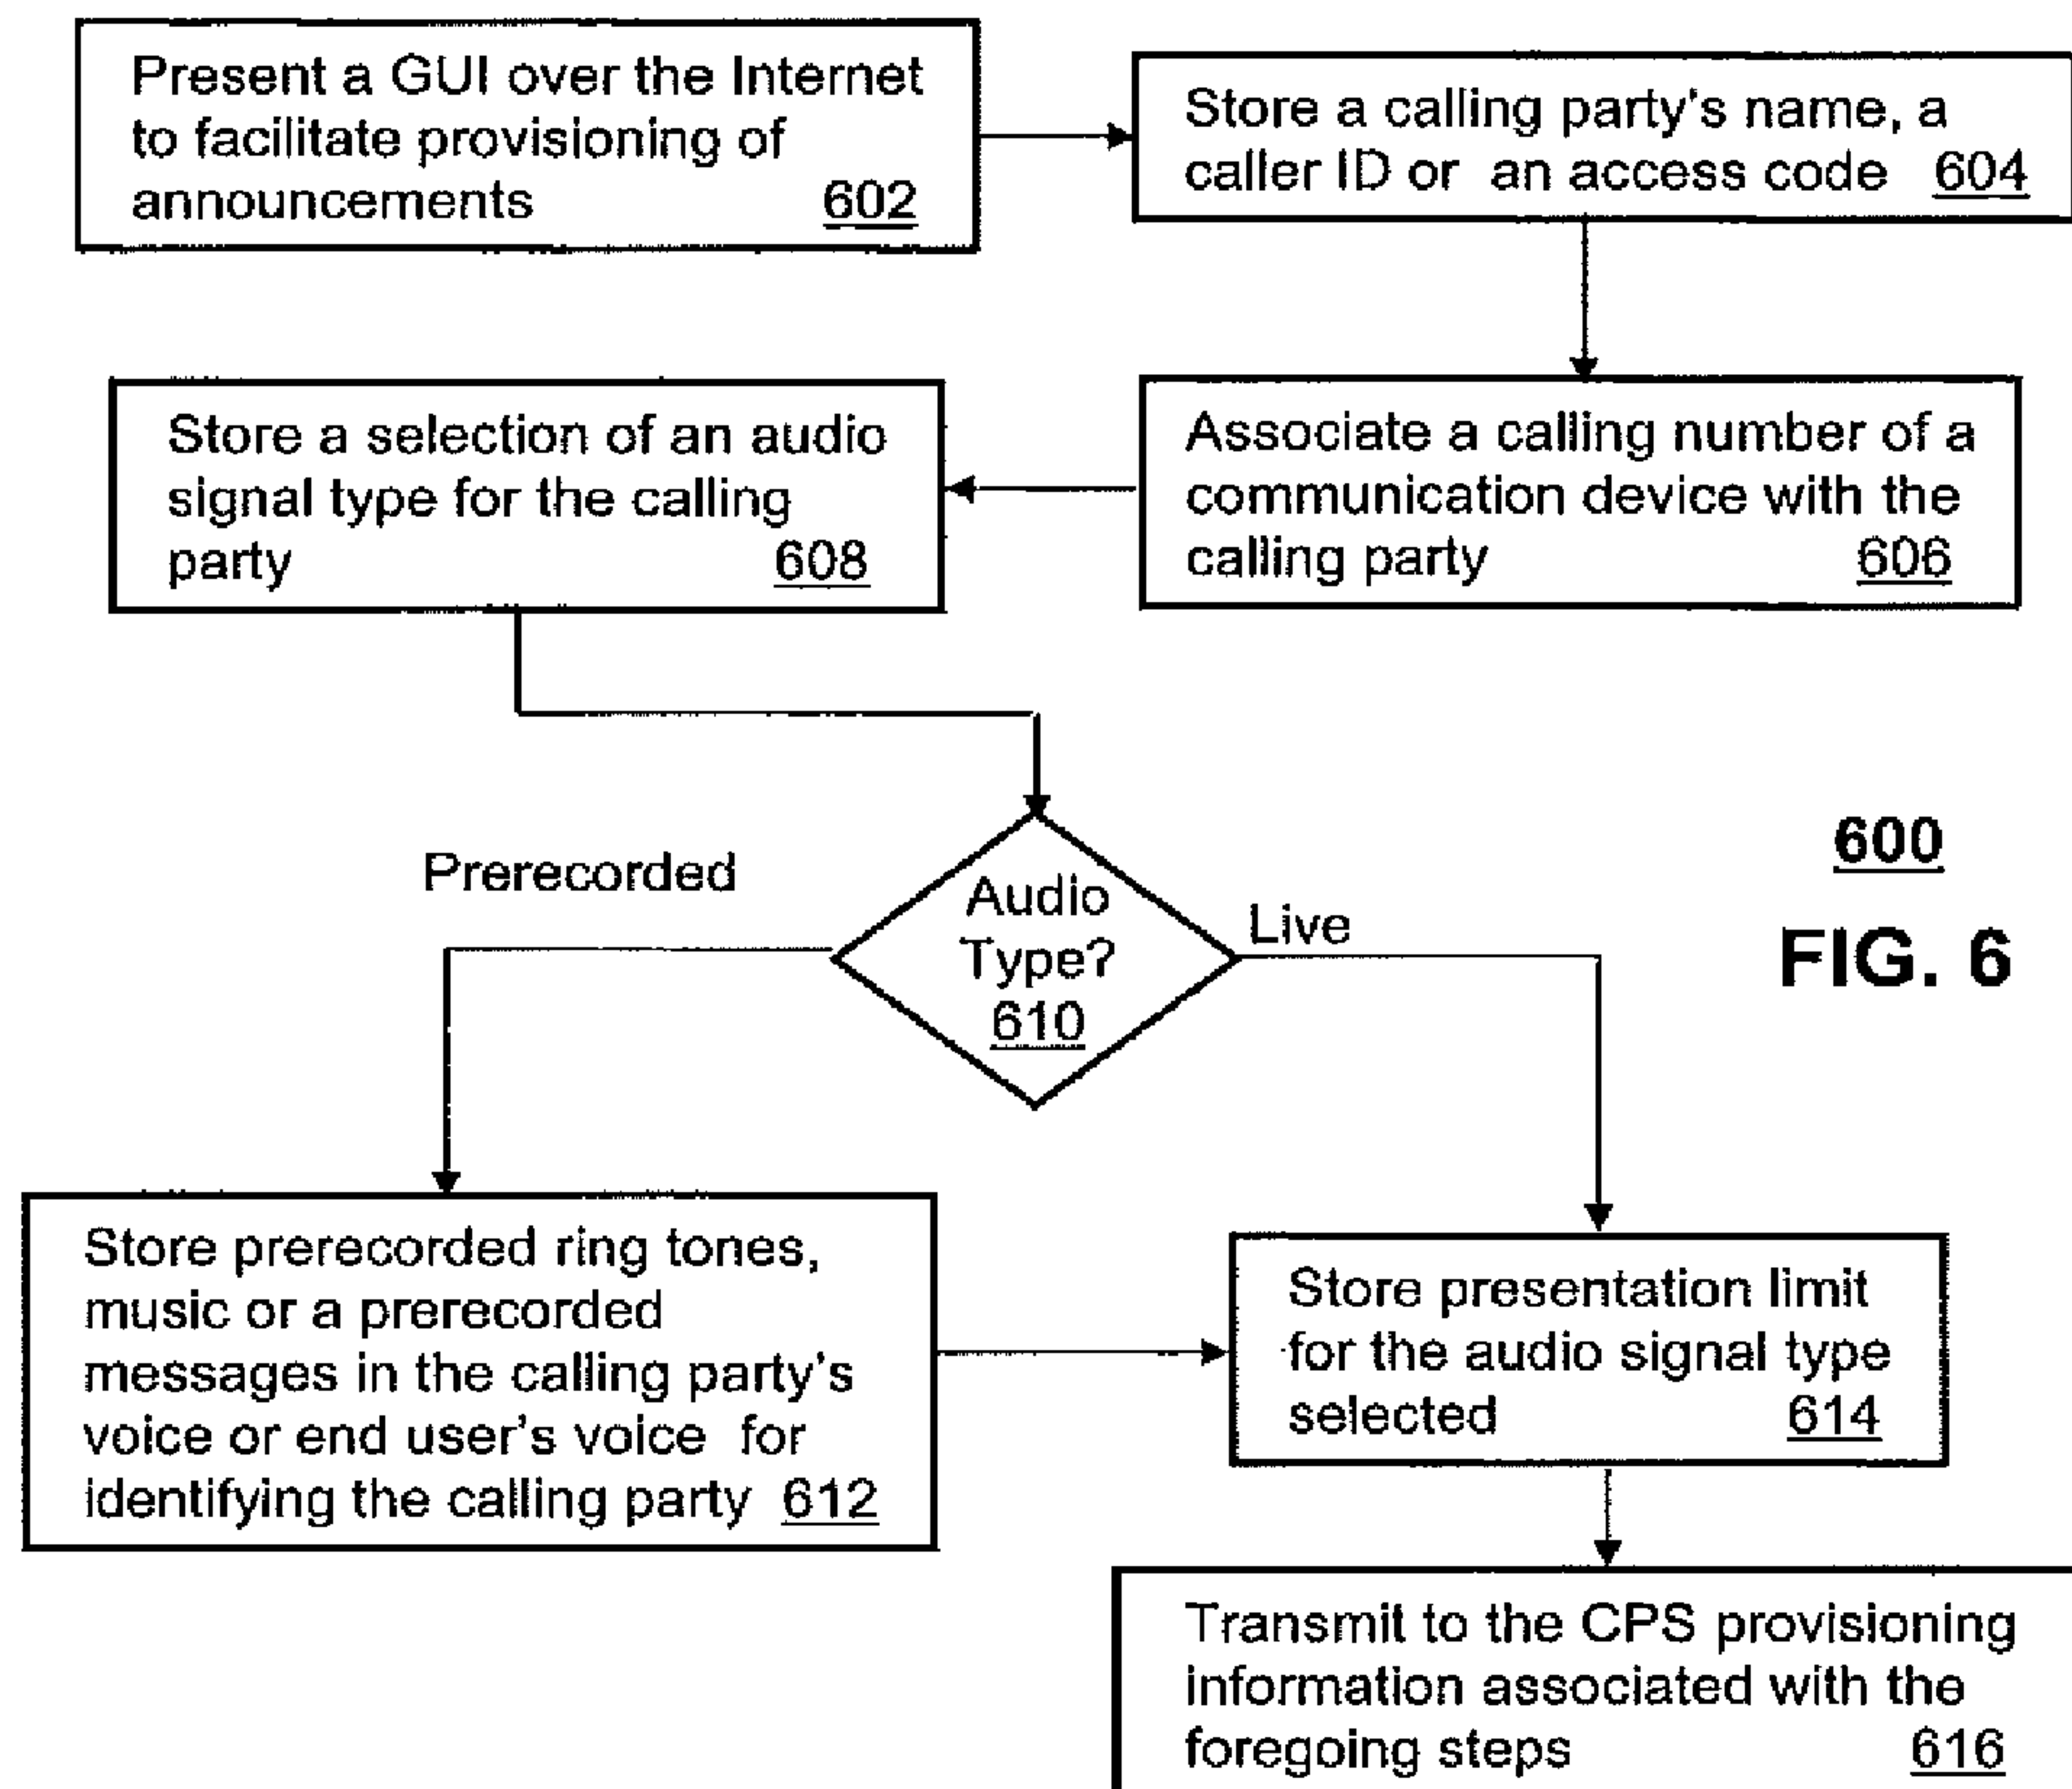 Present a GUI over the Internet
to facilitate provisioning of
announcements 602
Store a calling party's name, a
caller ID or an access code 604
Associate a calling number of a
communication device with the
calling party 606
Store a selection of an audio
signal type for the calling
party 608
Audio
Type?
610
Prerecorded
Live
600
FIG. 6
Store prerecorded ring tones,
music or a prerecorded
messages in the calling party's
voice or end user's voice for
identifying the calling party 612
Store presentation limit
for the audio signal type
selected 614
Transmit to the CPS provisioning
information associated with the
foregoing steps 616